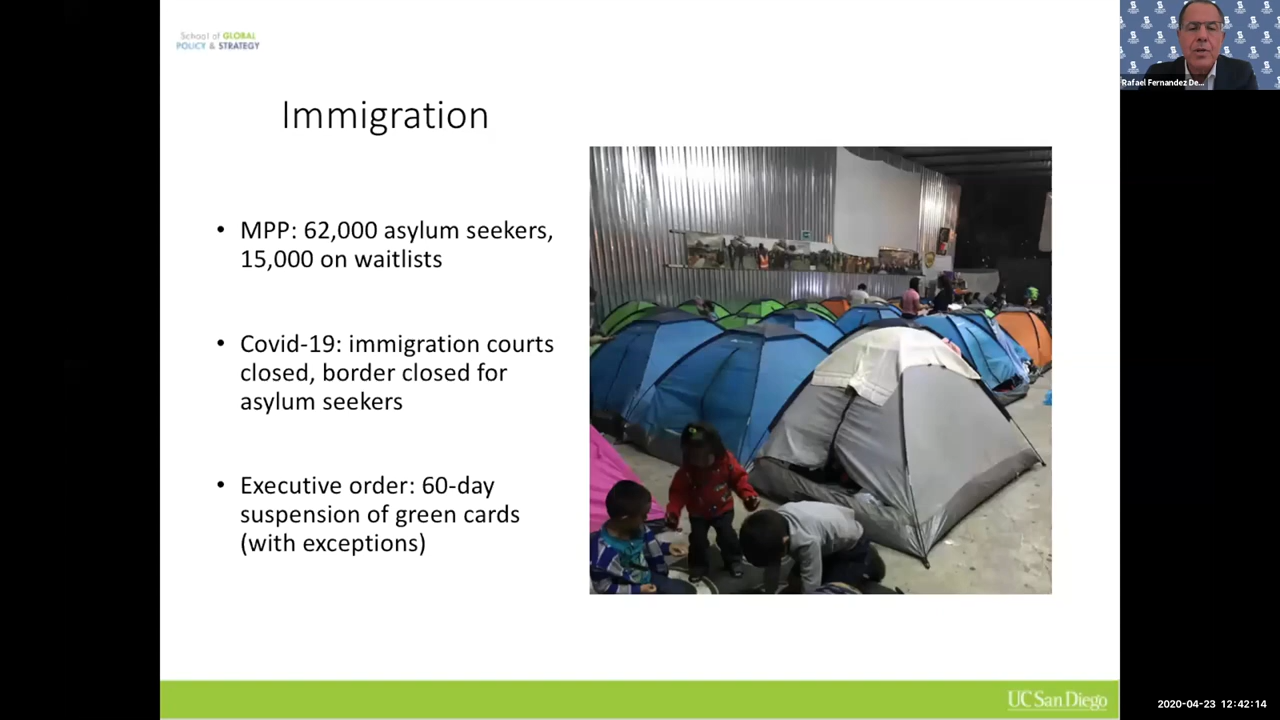 School of GLOBAL
POLICY & STRATEGY
Rafael Fernandez De...
Immigration
• MPP: 62,000 asylum seekers,
15,000 on waitlists
• Covid-19: immigration courts
closed, border closed for
asylum seekers
• Executive order: 60-day
suspension of green cards
(with exceptions)
UC San Diego
2020-04-23 12:42:14